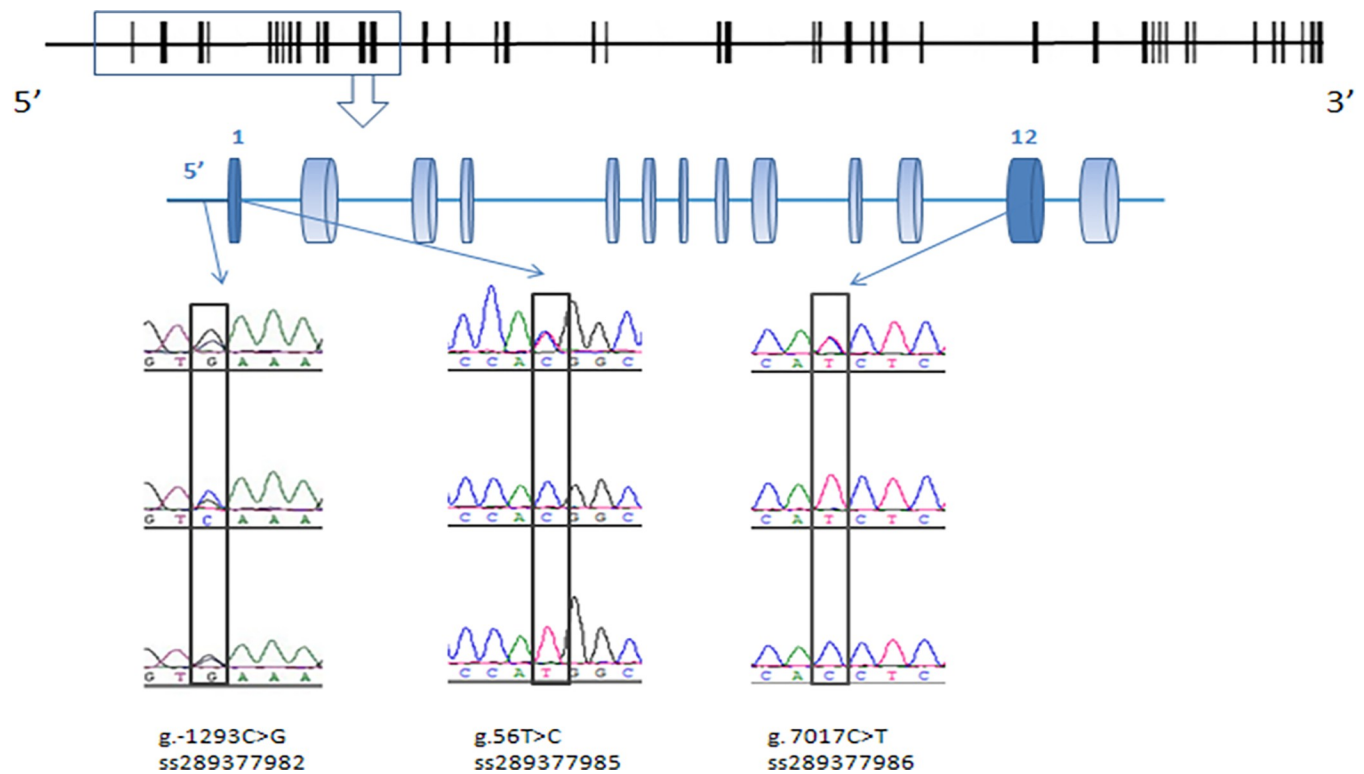 5’
3’
1
12
5’
G T G A A A
C C A C G G C
C A T C T C
G T C A A A
C C A C G G C
C A T C T C
G T G A A A
C C A T G G C
C A C C T C
g.-1293C>G
ss289377982
g.56T>C
ss289377985
g. 7017C>T
ss289377986